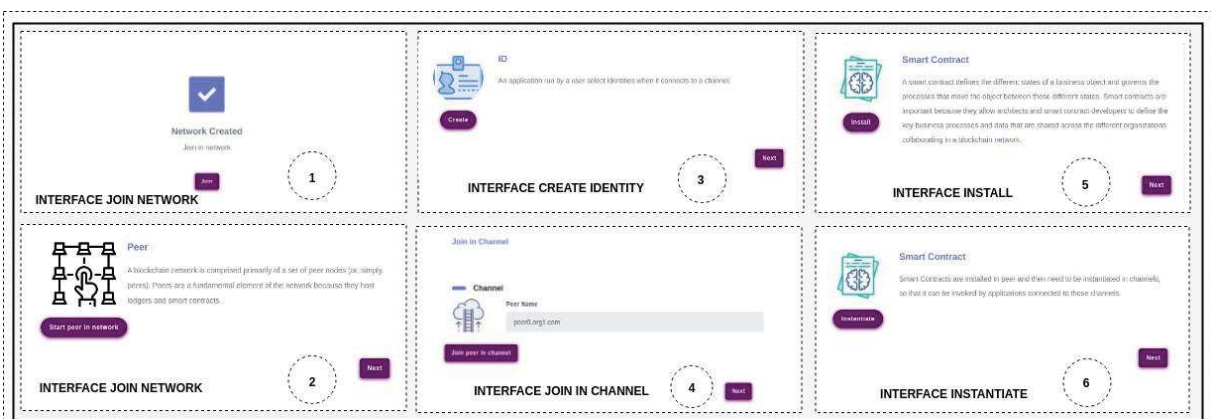 Network Created
Join in network
Join
1
INTERFACE JOIN NETWORK
Peer
A blockchain network is comprised primarily of a set of peer nodes (or, simply,
peers). Peers are a fundamental element of the network because they host
ledgers and smart contracts.
Start peer in network
Next
2
INTERFACE JOIN NETWORK
ID
An application run by a user select identities when it connects to a channel.
Create
Next
3
INTERFACE CREATE IDENTITY
Join in Channel
Channel
Peer Name
peer0.org1.com
Join peer in channel
INTERFACE JOIN IN CHANNEL
4
Next
Smart Contract
A smart contract defines the different states of a business object and governs the
processes that move the object between those different states. Smart contracts are
important because they allow architects and smart contract developers to define the
key business processes and data that are shared across the different organizations
collaborating in a blockchain network.
Install
5
Next
INTERFACE INSTALL
Smart Contract
Smart Contracts are installed in peer and then need to be instantiated in channels,
so that it can be invoked by applications connected to those channels.
Instantiate
Next
6
INTERFACE INSTANTIATE